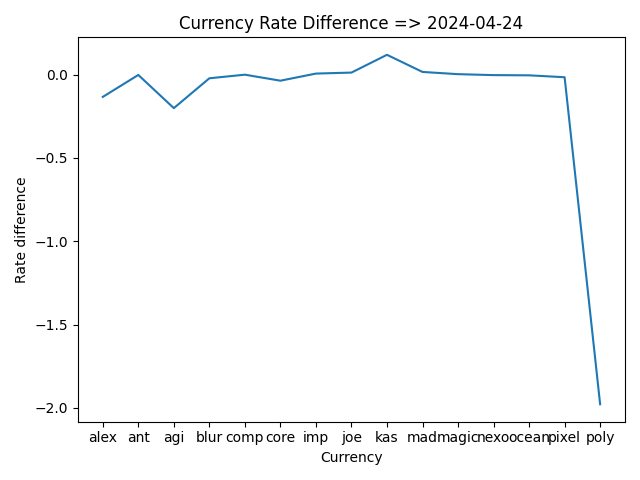 Currency Rate Difference => 2024-04-24
0.0
−0.5
−1.0
−1.5
−2.0
Rate difference
alex ant agi blur comp core imp joe kas mad magic nexo ocean pixel poly
Currency